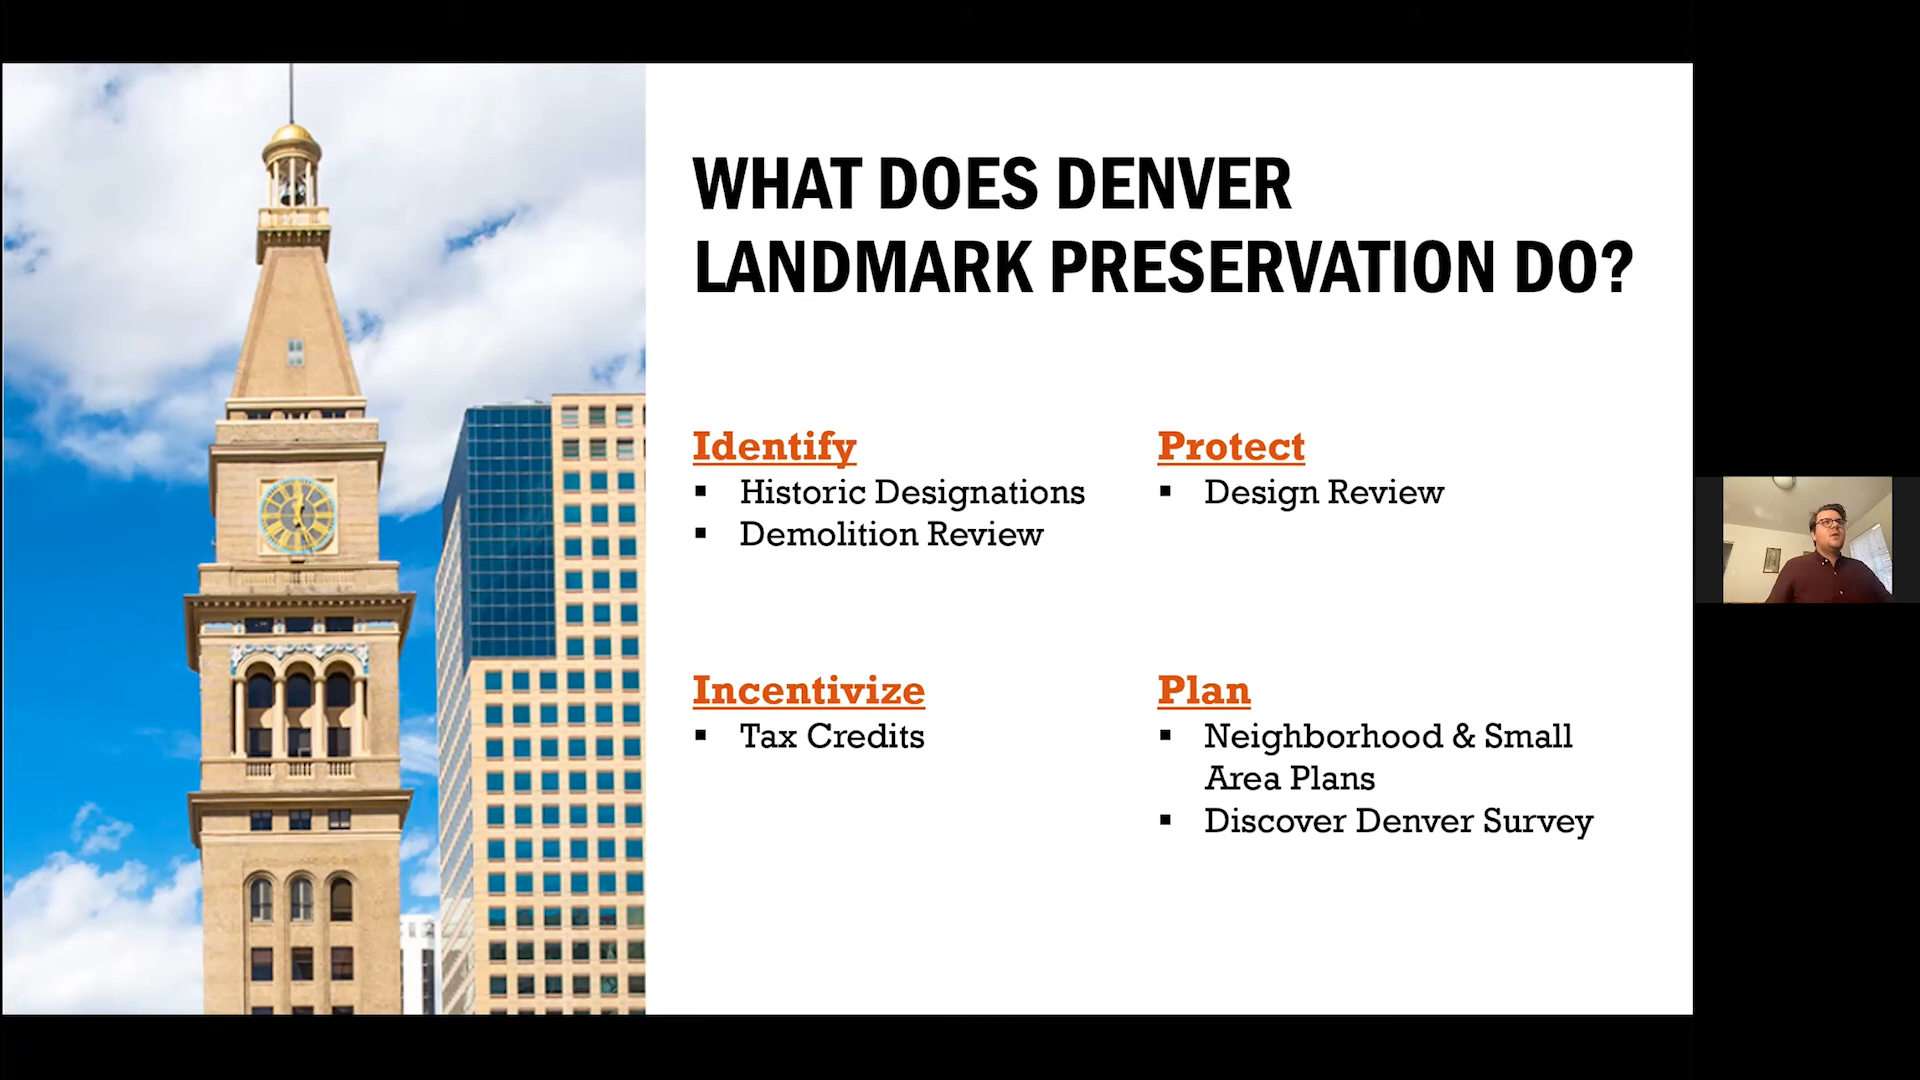 WHAT DOES DENVER
LANDMARK PRESERVATION DO?
Identify
▪ Historic Designations
▪ Demolition Review
Protect
▪ Design Review
Incentivize
▪ Tax Credits
Plan
▪ Neighborhood & Small
Area Plans
▪ Discover Denver Survey